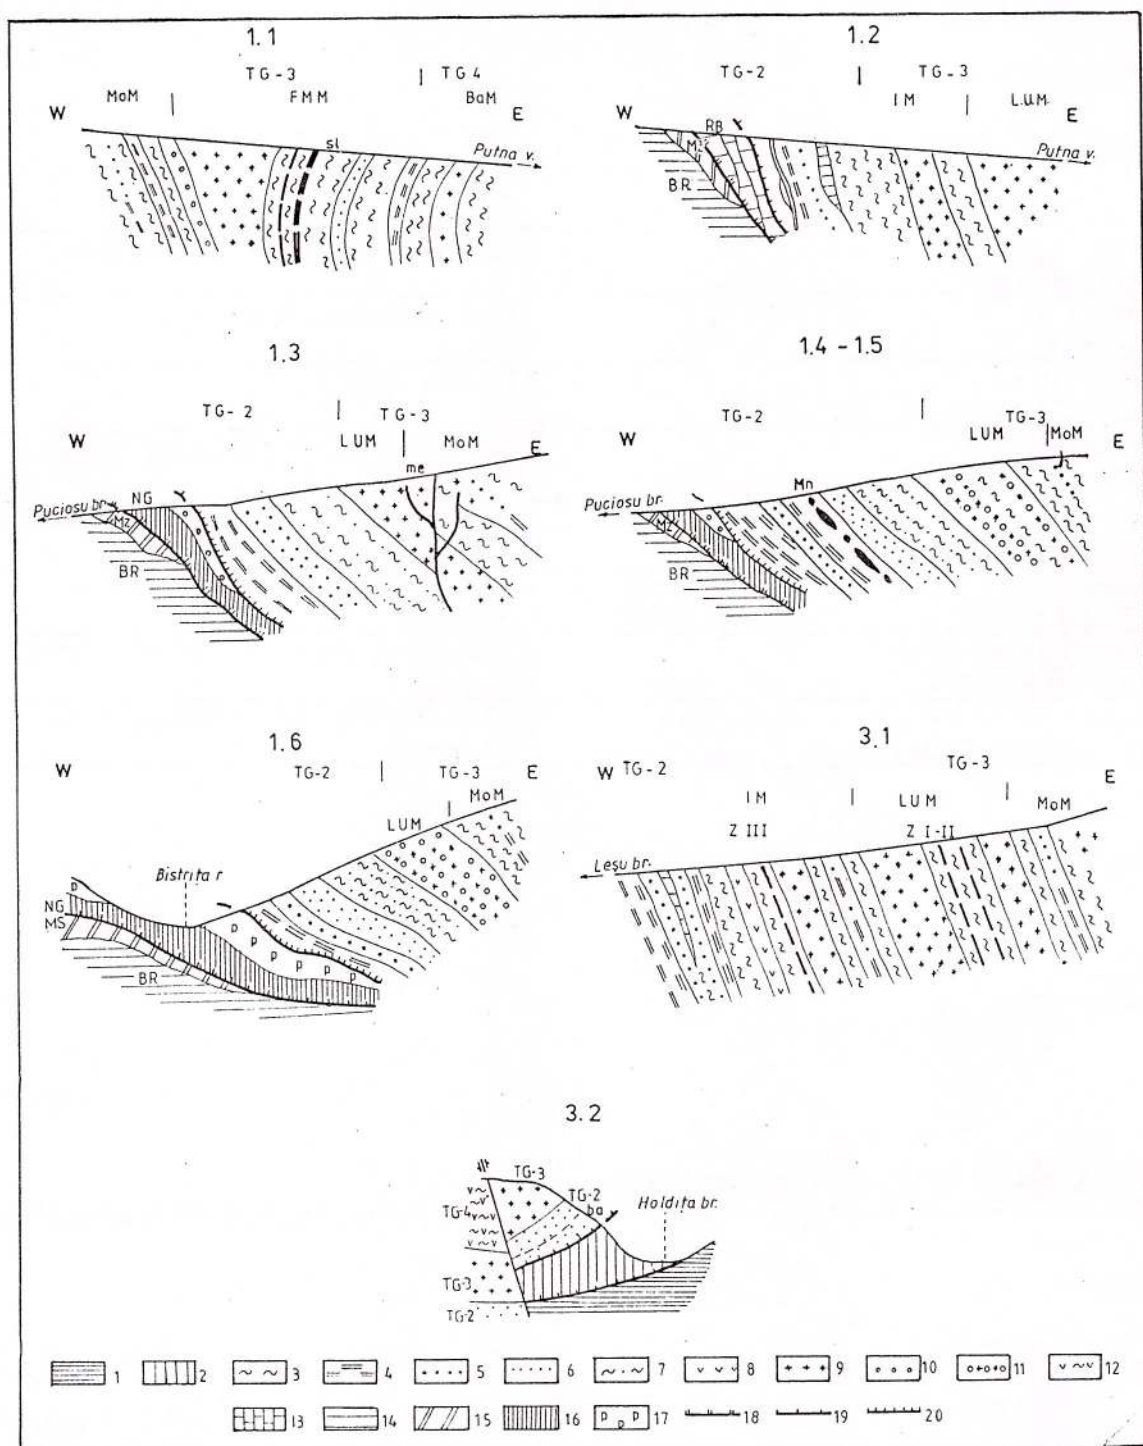 1.1
TG-3 | TG4
MoM | FMM BaM
W E
sl
Putna v.
1.2
TG-2 | TG-3
IM | L.U.M.
W E
RB
Mz
Putna v.
BR
1.3
TG-2 | TG-3
LUM | MoM
W E
me
Puciosu br. NG
Mz
BR
1.4 - 1.5
TG-2 | TG-3
LUM | MoM
W E
Mn
Puciosu br.
MZ
BR
1.6
W TG-2 | TG-3 E
LUM | MoM
P Bistrita r.
NG
MS
P P
P P
P P
BR
3.1
W TG-2 TG-3 E
IM | LUM | MoM
Z III Z I-II
Leşu br.
3.2
TG-3
TG-2 Holdita br.
TG-4 ba
TG-3
TG-2
1 2 3 4 5 6 7 8 9 10 11 12
13 14 15 16 P P P 17 18 19 20